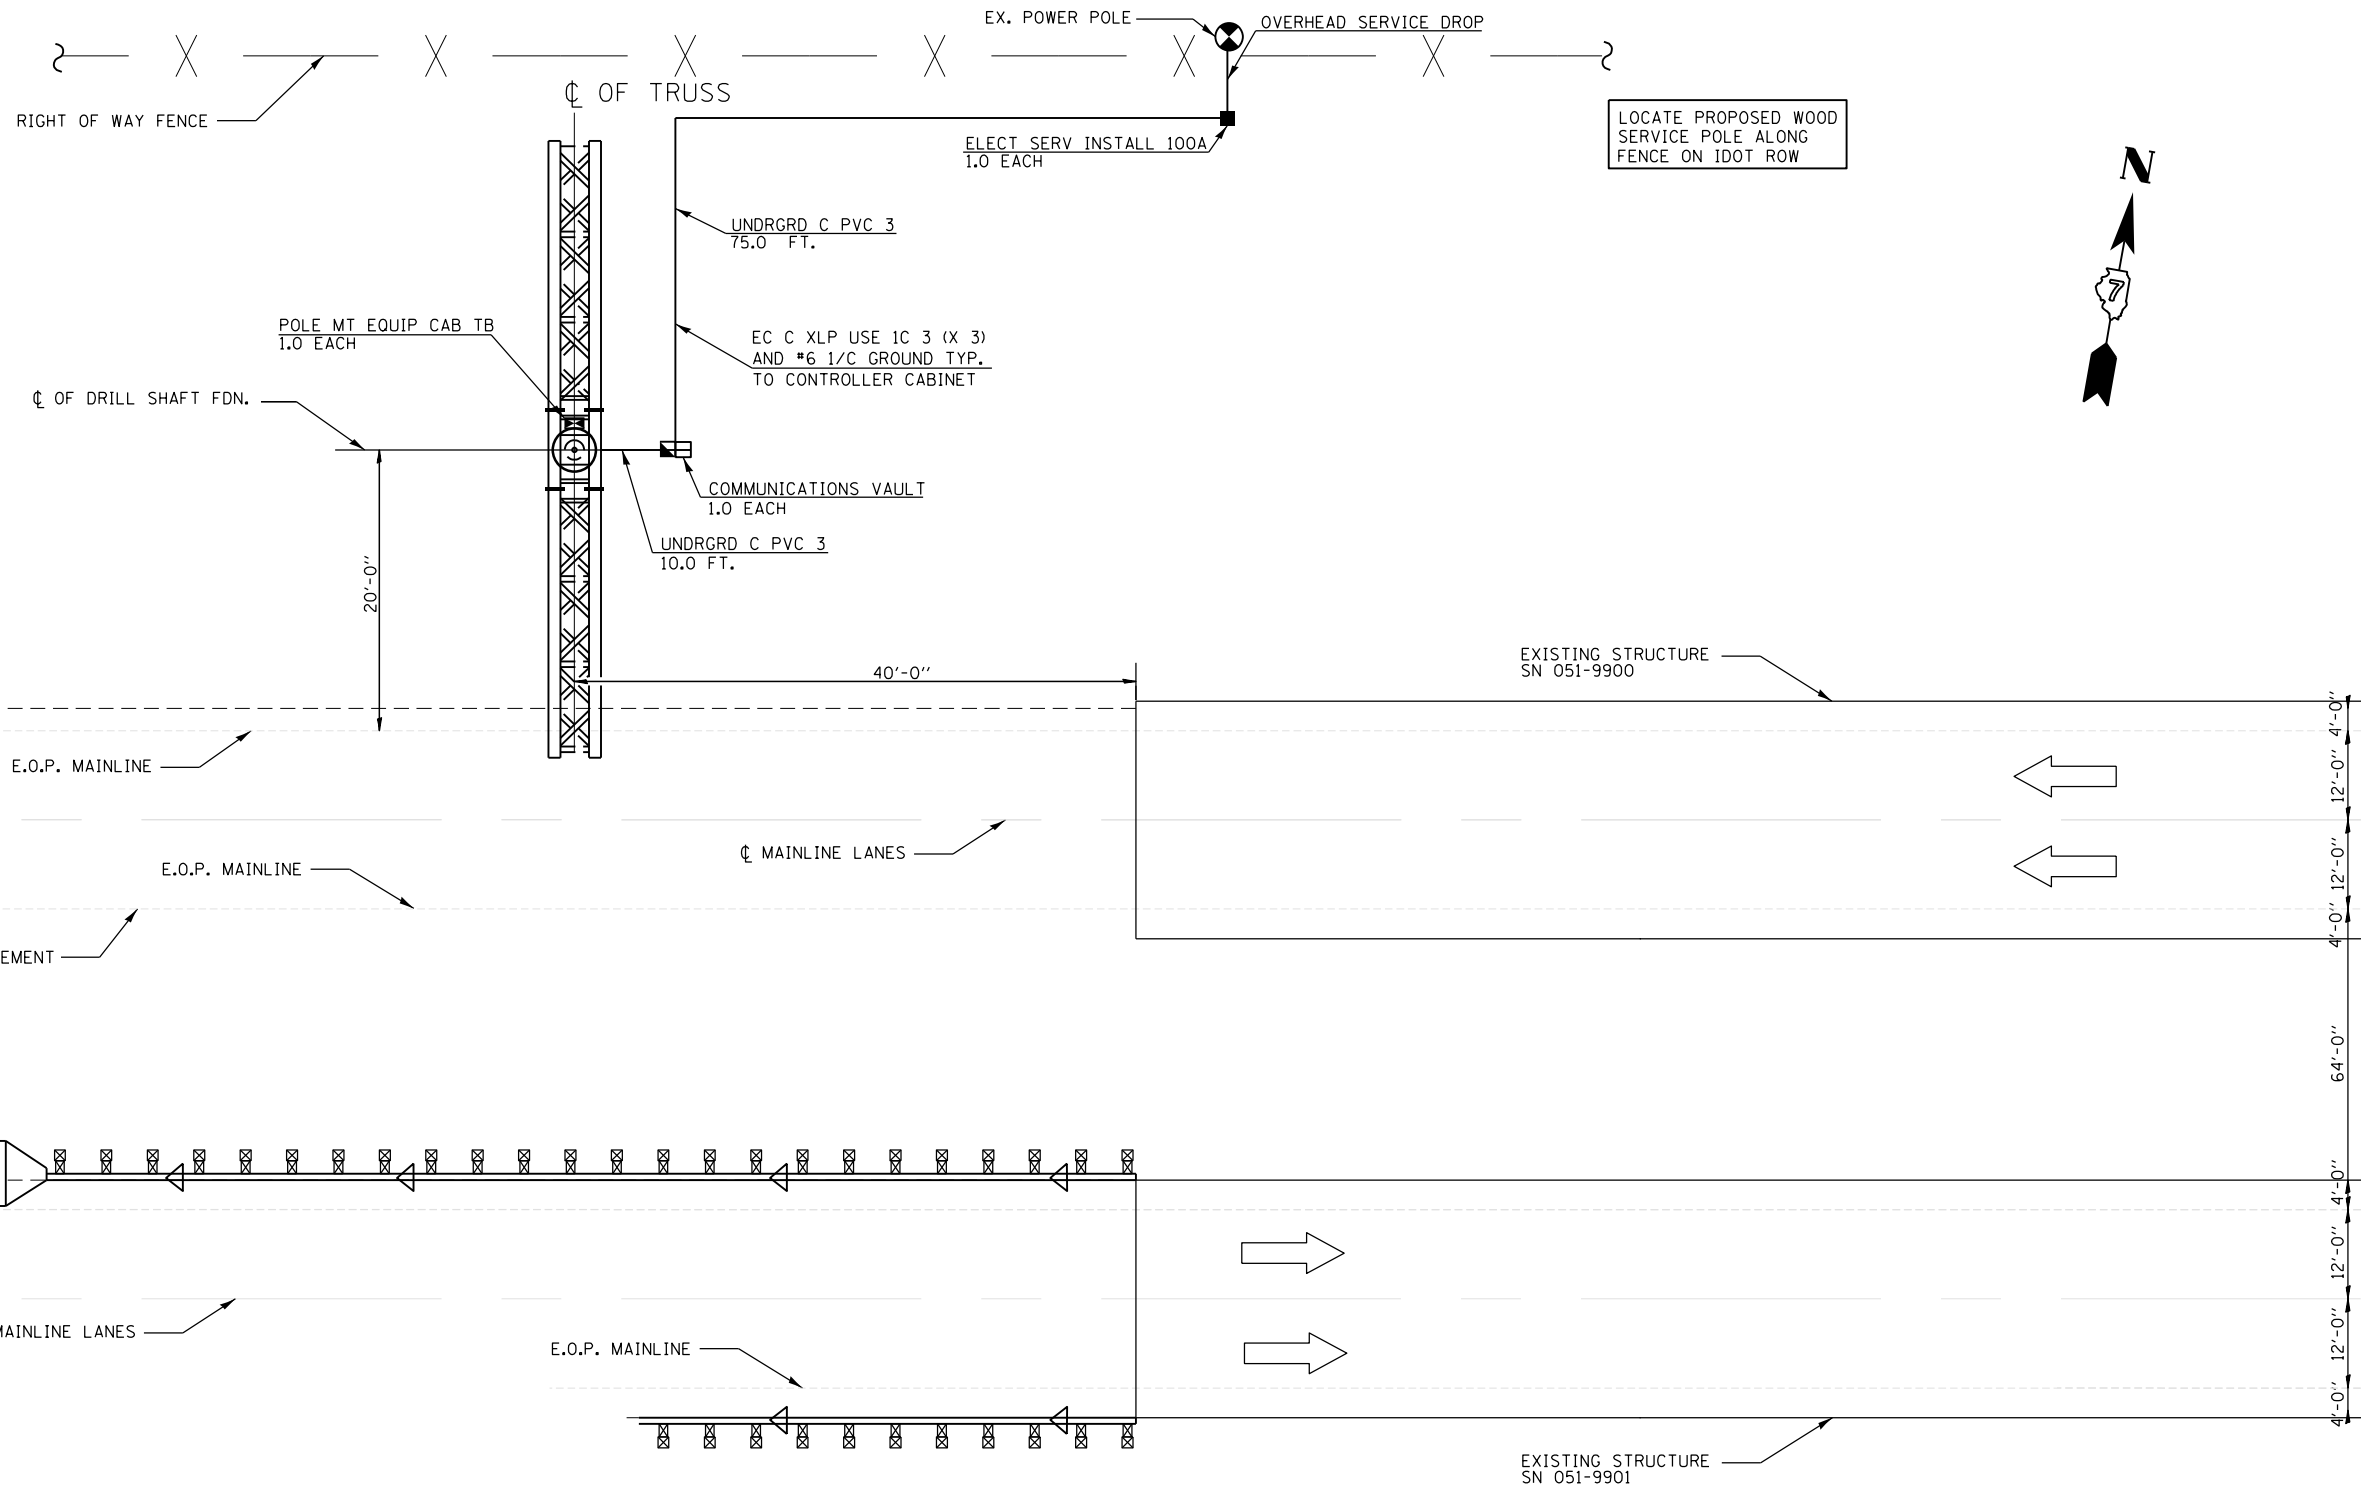 EX. POWER POLE
OVERHEAD SERVICE DROP
℄ OF TRUSS
RIGHT OF WAY FENCE
LOCATE PROPOSED WOOD
SERVICE POLE ALONG
FENCE ON IDOT ROW
ELECT SERV INSTALL 100A
1.0 EACH
N
7
UNDRGRD C PVC 3
75.0 FT.
POLE MT EQUIP CAB TB
1.0 EACH
EC C XLP USE 1C 3 (X 3)
AND #6 1/C GROUND TYP.
TO CONTROLLER CABINET
℄ OF DRILL SHAFT FDN.
COMMUNICATIONS VAULT
1.0 EACH
UNDRGRD C PVC 3
10.0 FT.
20'-0"
40'-0"
EXISTING STRUCTURE
SN 051-9900
4'-0"
E.O.P. MAINLINE
12'-0"
℄ MAINLINE LANES
E.O.P. MAINLINE
12'-0"
4'-0"
EMENT
64'-0"
4'-0"
12'-0"
MAINLINE LANES
E.O.P. MAINLINE
12'-0"
4'-0"
EXISTING STRUCTURE
SN 051-9901